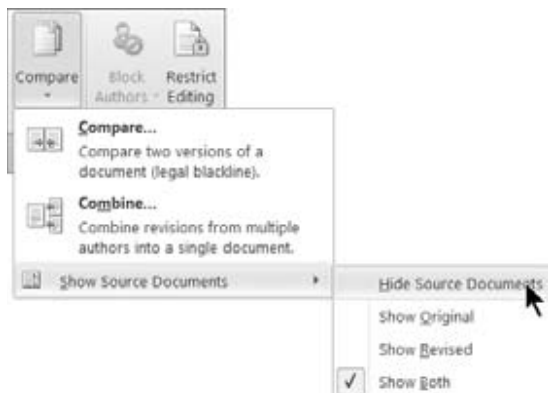 Compare
Block
Authors
Restrict
Editing
Compare...
Compare two versions of a
document (legal blackline).
Combine...
Combine revisions from multiple
authors into a single document.
Show Source Documents
Hide Source Documents
Show Original
Show Revised
Show Both